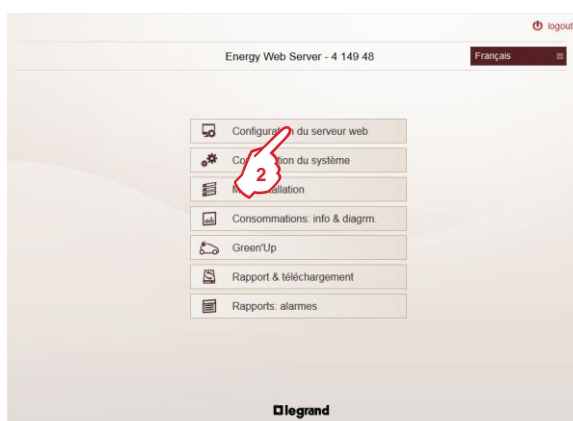 logout
Energy Web Server - 4 149 48
Français
Configuration du serveur web
2
Consommations: info & diagrm.
Green'Up
Rapport & téléchargement
Rapports: alarmes
legrand
du système